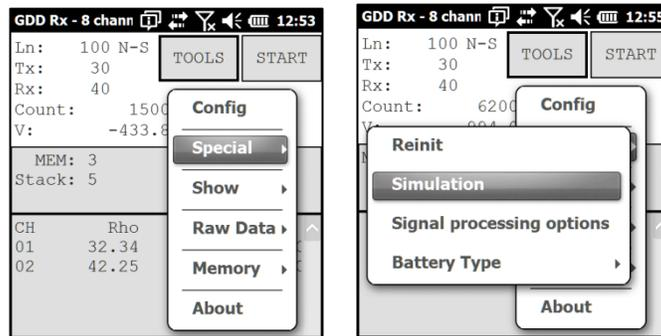 GDD Rx - 8 chann 12:53
Ln: 100 N-S
Tx: 30
Rx: 40
Count: 1500
V: -433.8
TOOLS
START
MEM: 3
Stack: 5
CH Rho
01 32.34
02 42.25
Config
Special
Show
Raw Data
Memory
About
GDD Rx - 8 chann 12:55
Ln: 100 N-S
Tx: 30
Rx: 40
Count: 6200
TOOLS
START
Config
Reinit
Simulation
Signal processing options
Battery Type
About